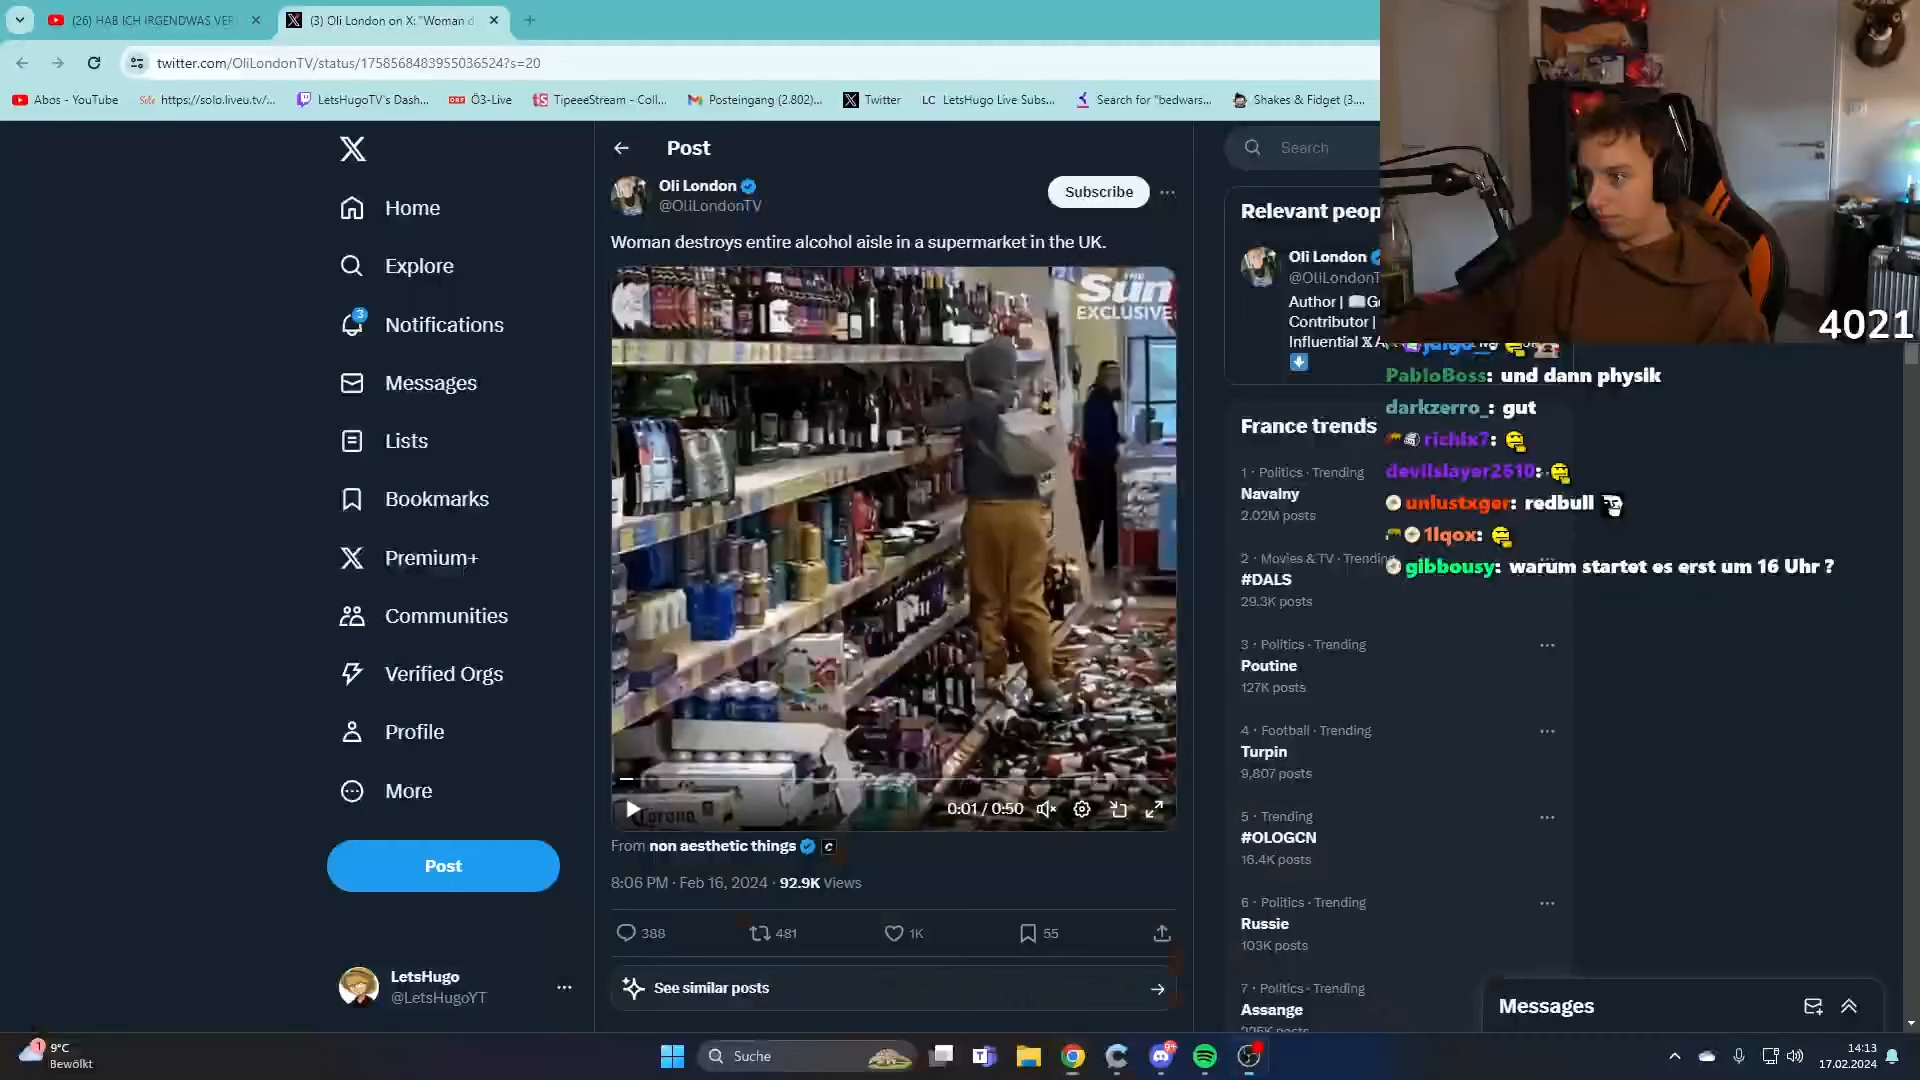 (26) HAB ICH IRGENDWAS VER
(3) Oli London on X: "Woman d
twitter.com/OliLondonTV/status/1758568483955036524?s=20
Abos - YouTube
https://solo.liveu.tv/...
LetsHugoTV's Dash...
Ö3-Live
TipeeeStream - Coll...
Posteingang (2.802)...
Twitter
LC LetsHugo Live Subs...
Search for "bedwars...
Shakes & Fidget (3....
Home
Explore
3
Notifications
Messages
Lists
Bookmarks
Premium+
Communities
Verified Orgs
Profile
More
Post
LetsHugo
@LetsHugoYT
Post
Oli London
@OliLondonTV
Subscribe
Woman destroys entire alcohol aisle in a supermarket in the UK.
THE
Sun
EXCLUSIVE
Corona
0:01 / 0:50
From non aesthetic things
8:06 PM · Feb 16, 2024 · 92.9K Views
388
481
1K
55
See similar posts
Search
Relevant peop
Oli London
@OliLondonT
Author |
Contributor |
Influential X A
France trends
1 · Politics · Trending
Navalny
2.02M posts
2 · Movies & TV · Trending
#DALS
29.3K posts
3 · Politics · Trending
Poutine
127K posts
4 · Football · Trending
Turpin
9,807 posts
5 · Trending
#OLOGCN
16.4K posts
6 · Politics · Trending
Russie
103K posts
7 · Politics · Trending
Assange
Messages
4021
PabloBoss: und dann physik
darkzerro_: gut
richix7:
devilslayer2610:
unlustxger: redbull
1lqox:
gibbousy: warum startet es erst um 16 Uhr ?
1
9°C
Bewölkt
Suche
9+
14:13
17.02.2024